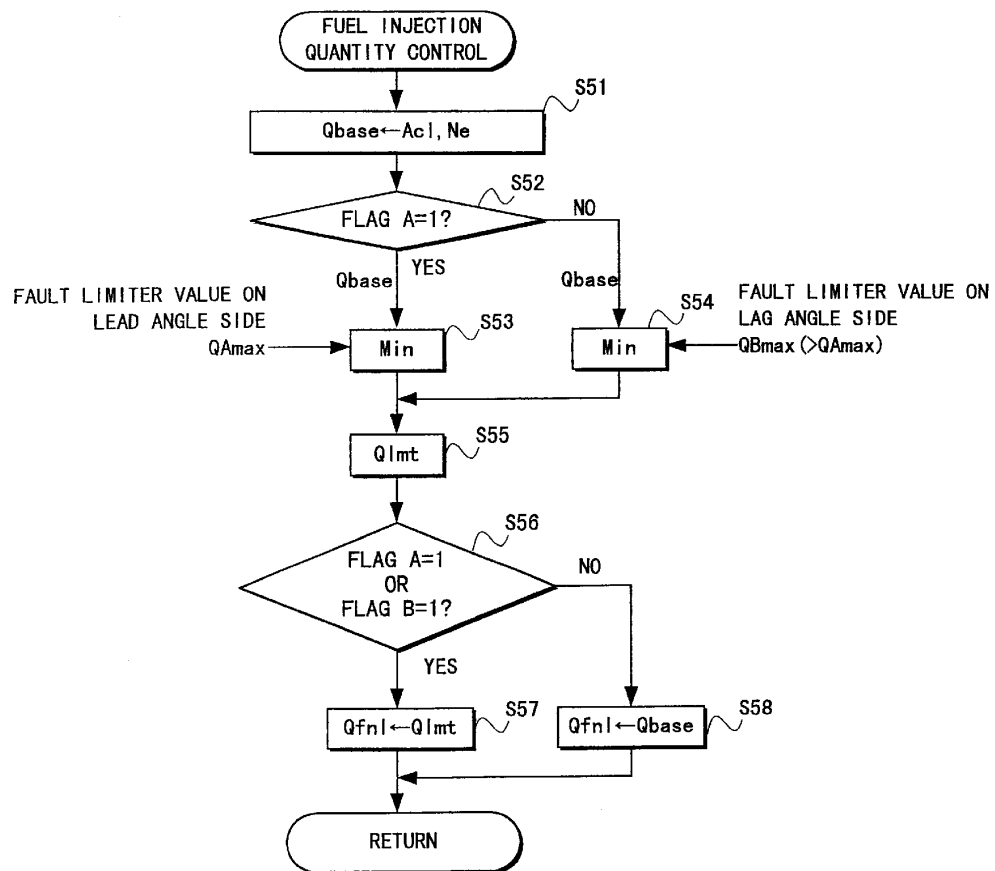 FUEL INJECTION
QUANTITY CONTROL
S51
Qbase←Acl,Ne
S52
FLAG A=1?
NO
YES
Qbase
Qbase
FAULT LIMITER VALUE ON
LEAD ANGLE SIDE
QAmax
S53
Min
S54
Min
FAULT LIMITER VALUE ON
LAG ANGLE SIDE
QBmax(>QAmax)
S55
Qlmt
S56
FLAG A=1
OR
FLAG B=1?
NO
YES
S57
Qfnl←Qlmt
S58
Qfnl←Qbase
RETURN